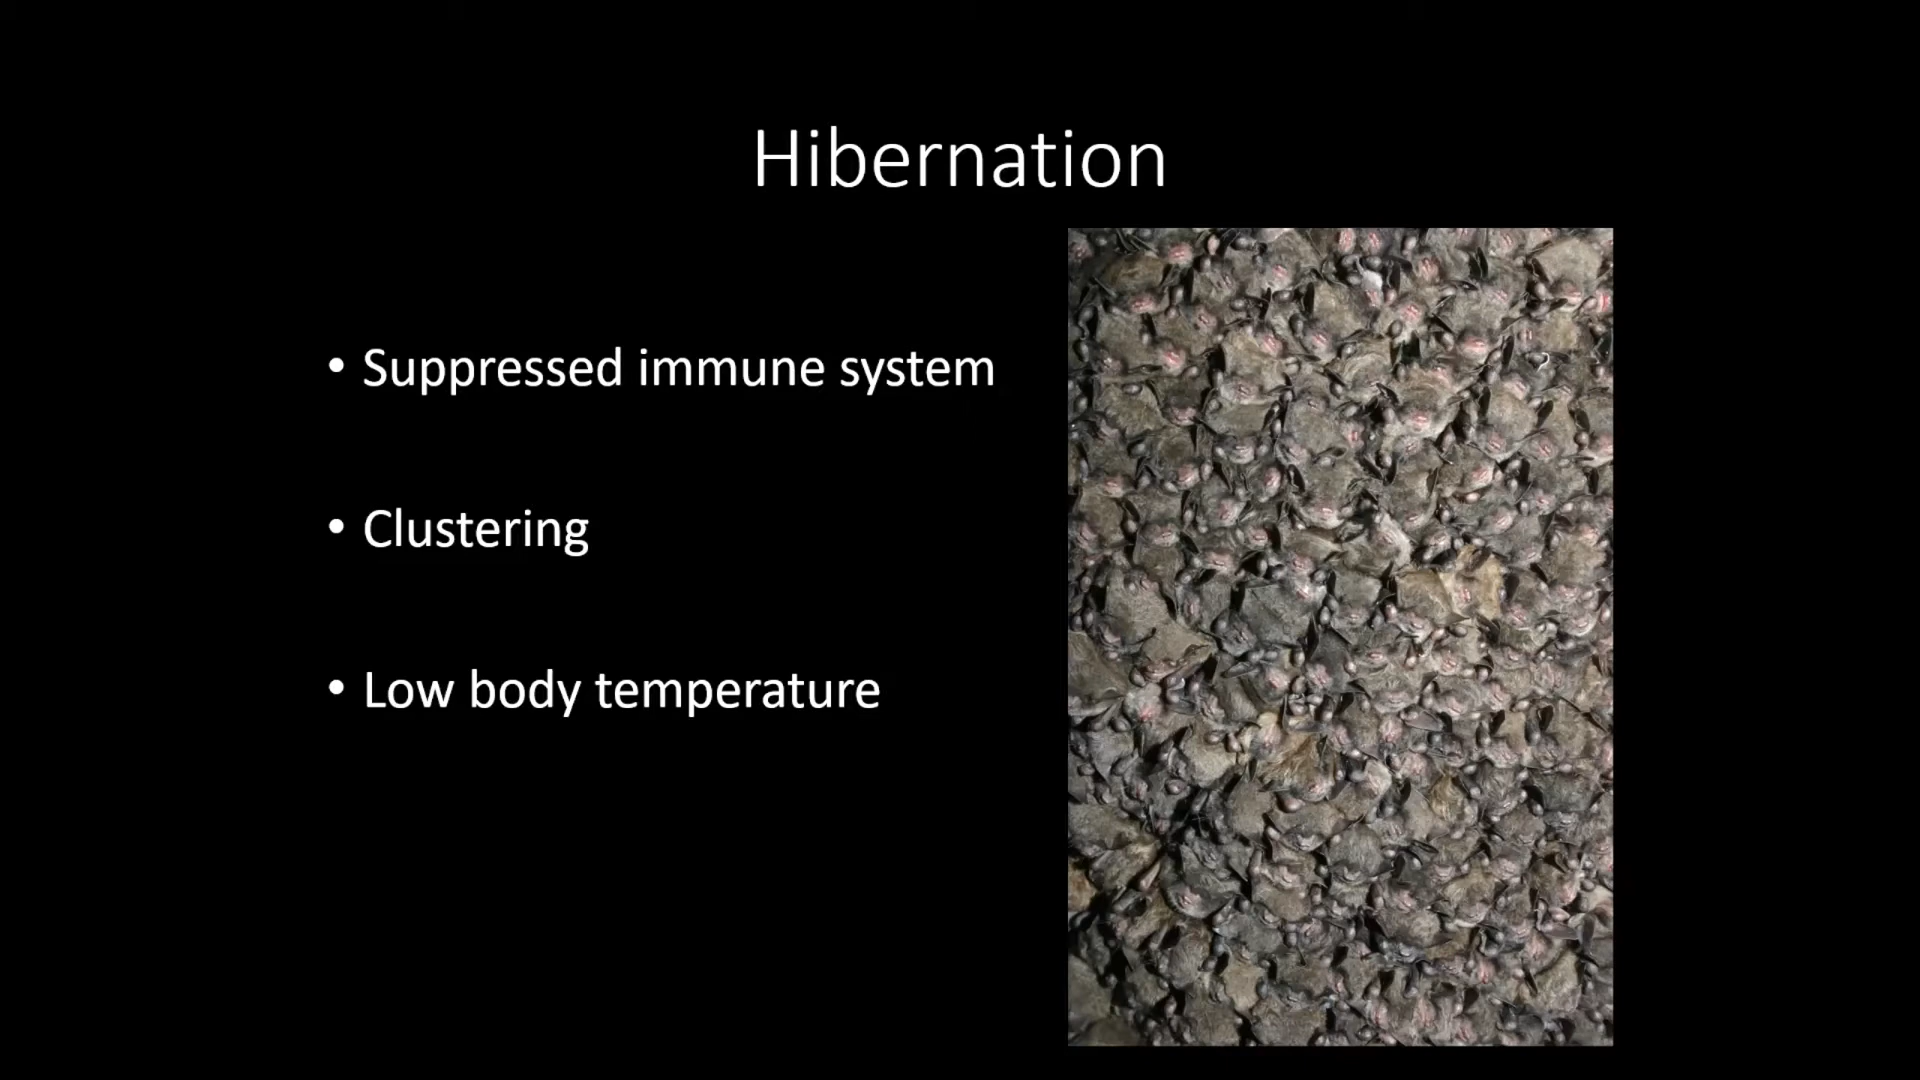 Hibernation
• Suppressed immune system
• Clustering
• Low body temperature